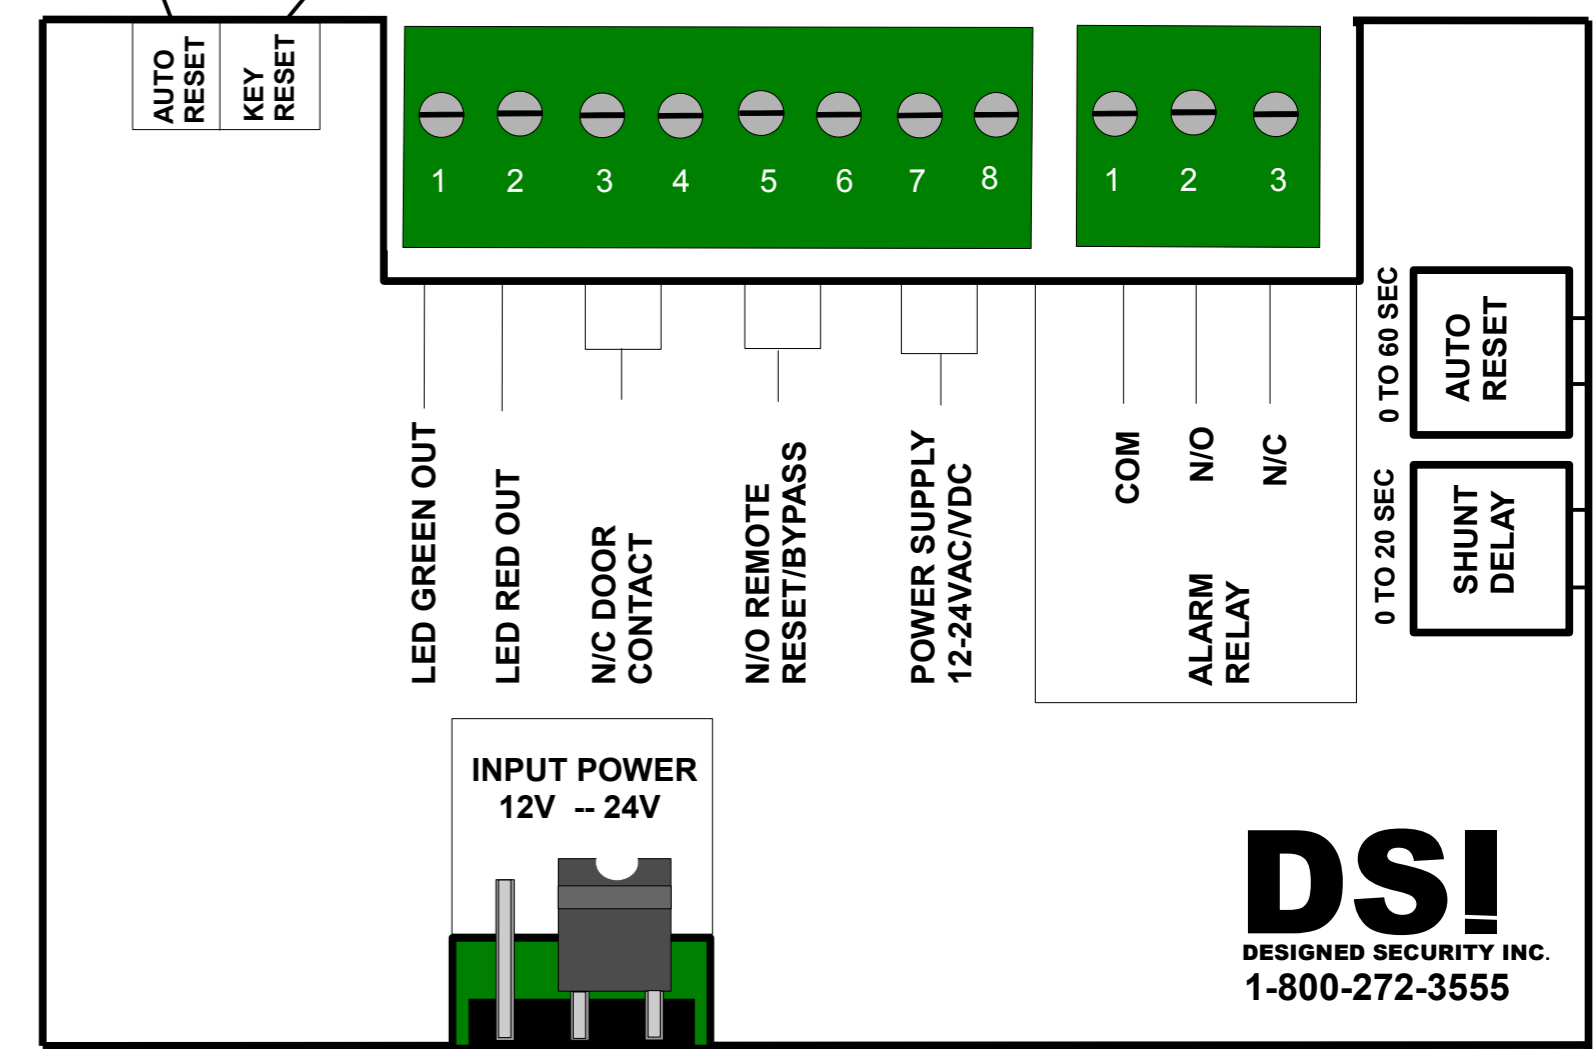 AUTO
RESET
KEY
RESET
1 2 3 4 5 6 7 8
1 2 3
LED GREEN OUT
LED RED OUT
N/C DOOR
CONTACT
N/O REMOTE
RESET/BYPASS
POWER SUPPLY
12-24VAC/VDC
COM
N/O
N/C
ALARM
RELAY
0 TO 60 SEC
AUTO
RESET
0 TO 20 SEC
SHUNT
DELAY
INPUT POWER
12V -- 24V
DSI
DESIGNED SECURITY INC.
1-800-272-3555